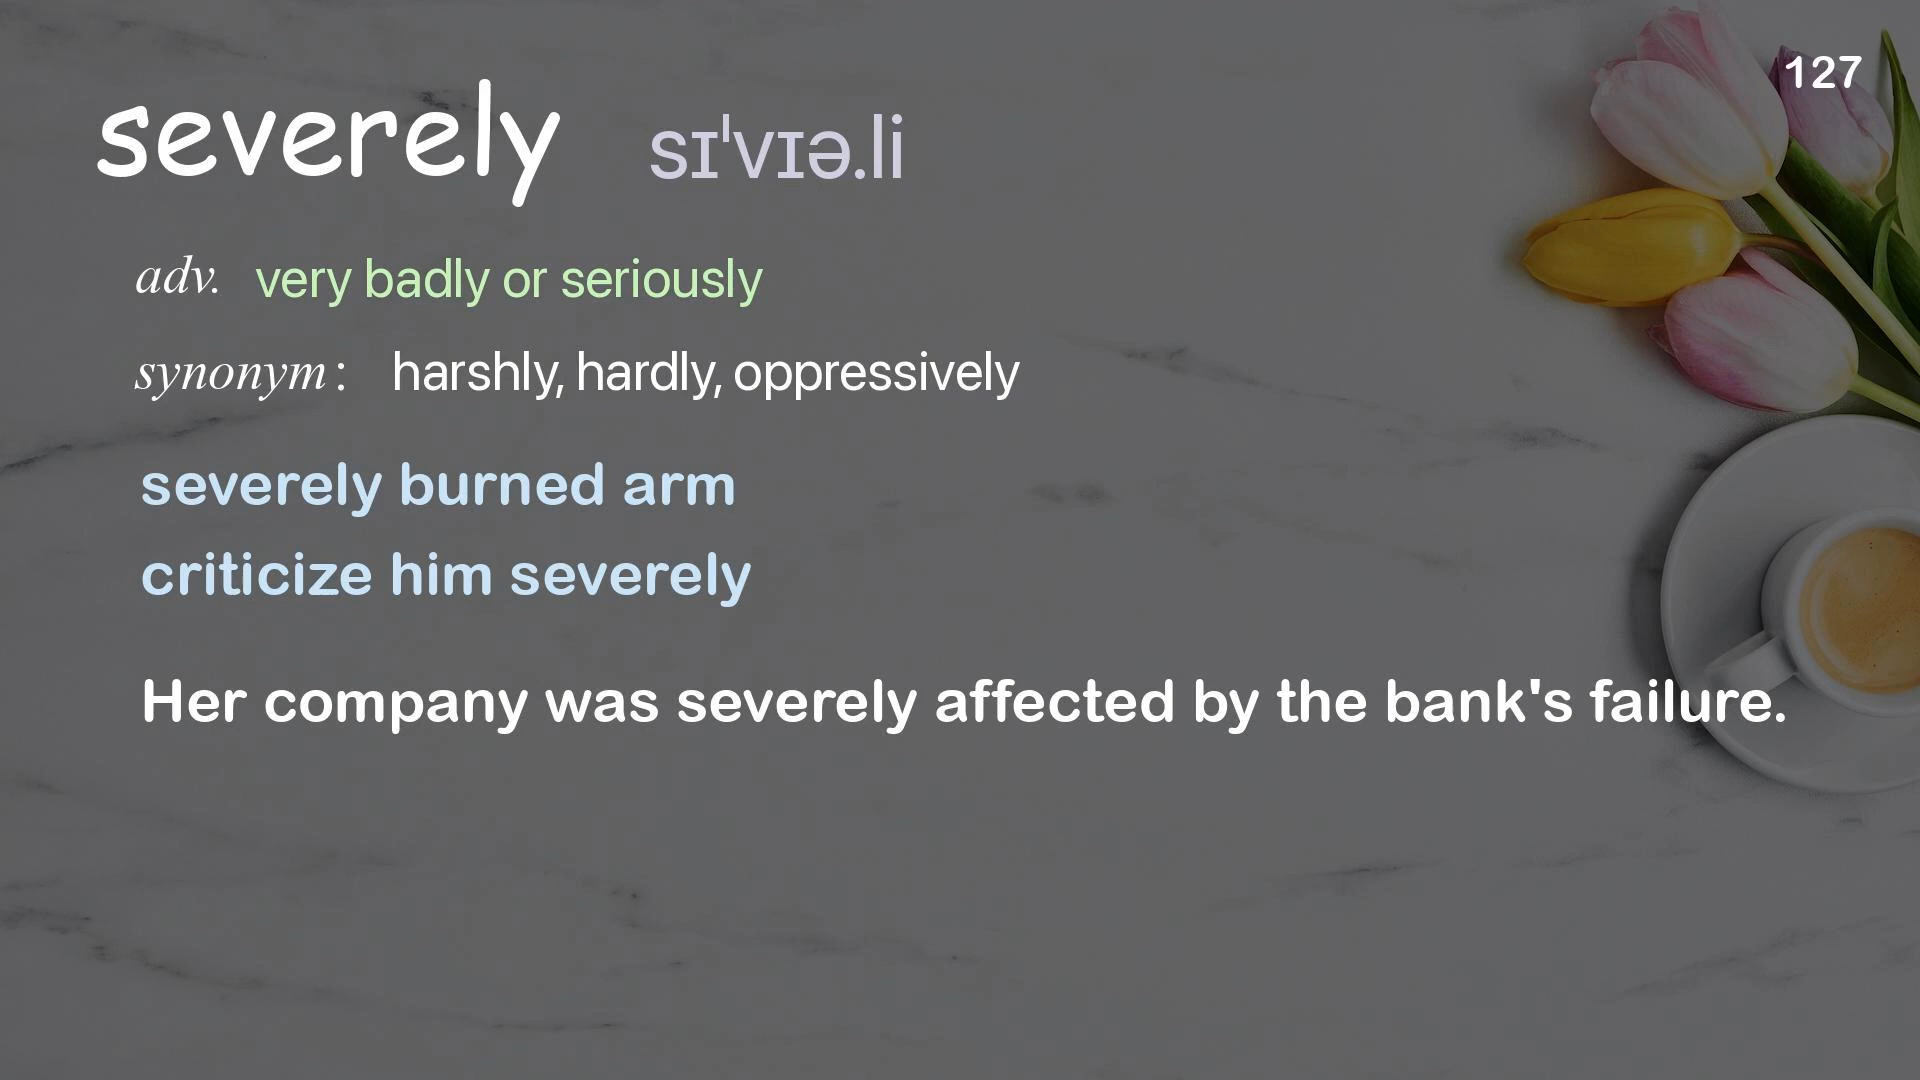 127
severely sɪˈvɪə.li
adv. very badly or seriously
synonym : harshly, hardly, oppressively
severely burned arm
criticize him severely
Her company was severely affected by the bank's failure.